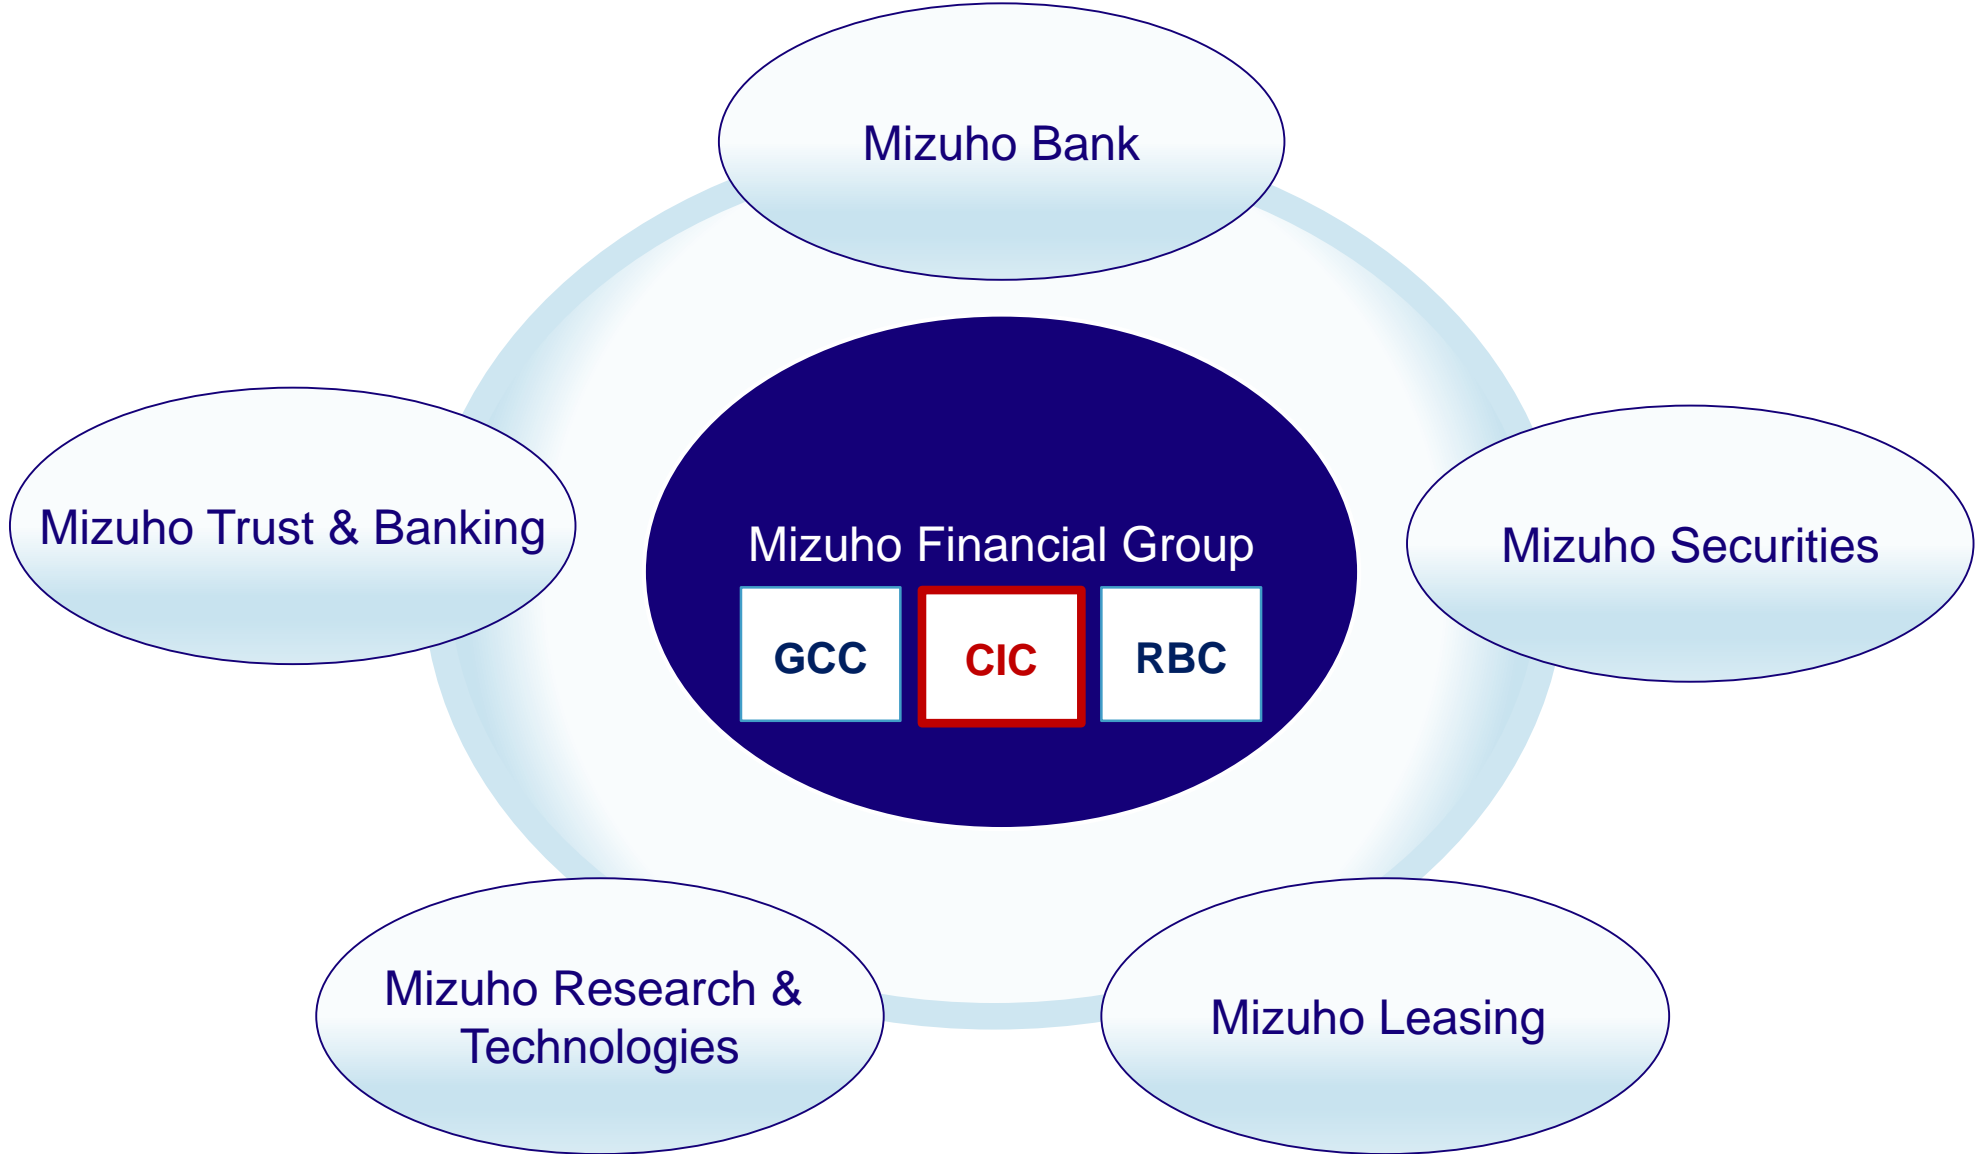 Mizuho Bank
Mizuho Trust & Banking
Mizuho Financial Group
GCC
CIC
RBC
Mizuho Securities
Mizuho Research &
Technologies
Mizuho Leasing